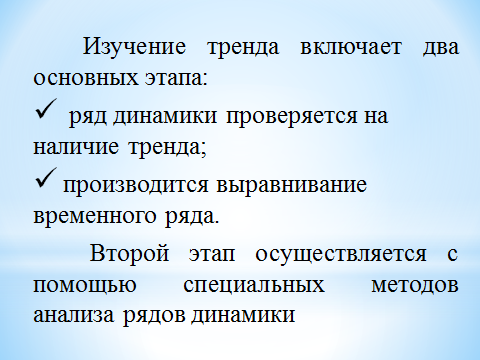 Изучение тренда включает два
основных этапа:
✓ ряд динамики проверяется на
наличие тренда;
✓ производится выравнивание
временного ряда.
Второй этап осуществляется с
помощью специальных методов
анализа рядов динамики